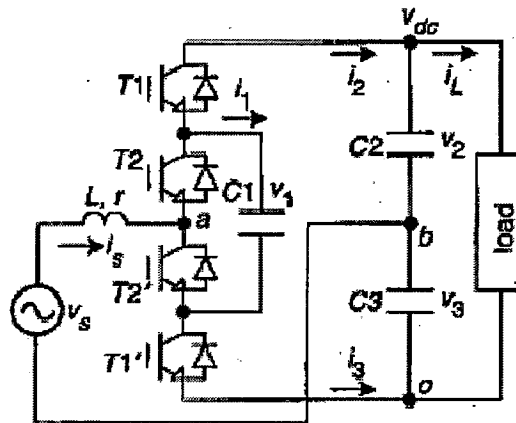 v_dc
T1
i_2
i_L
i_1
T2
C2
v_2
C1
v_1
L, r
a
load
i_s
b
T2'
C3
v_3
v_s
T1'
i_3
o